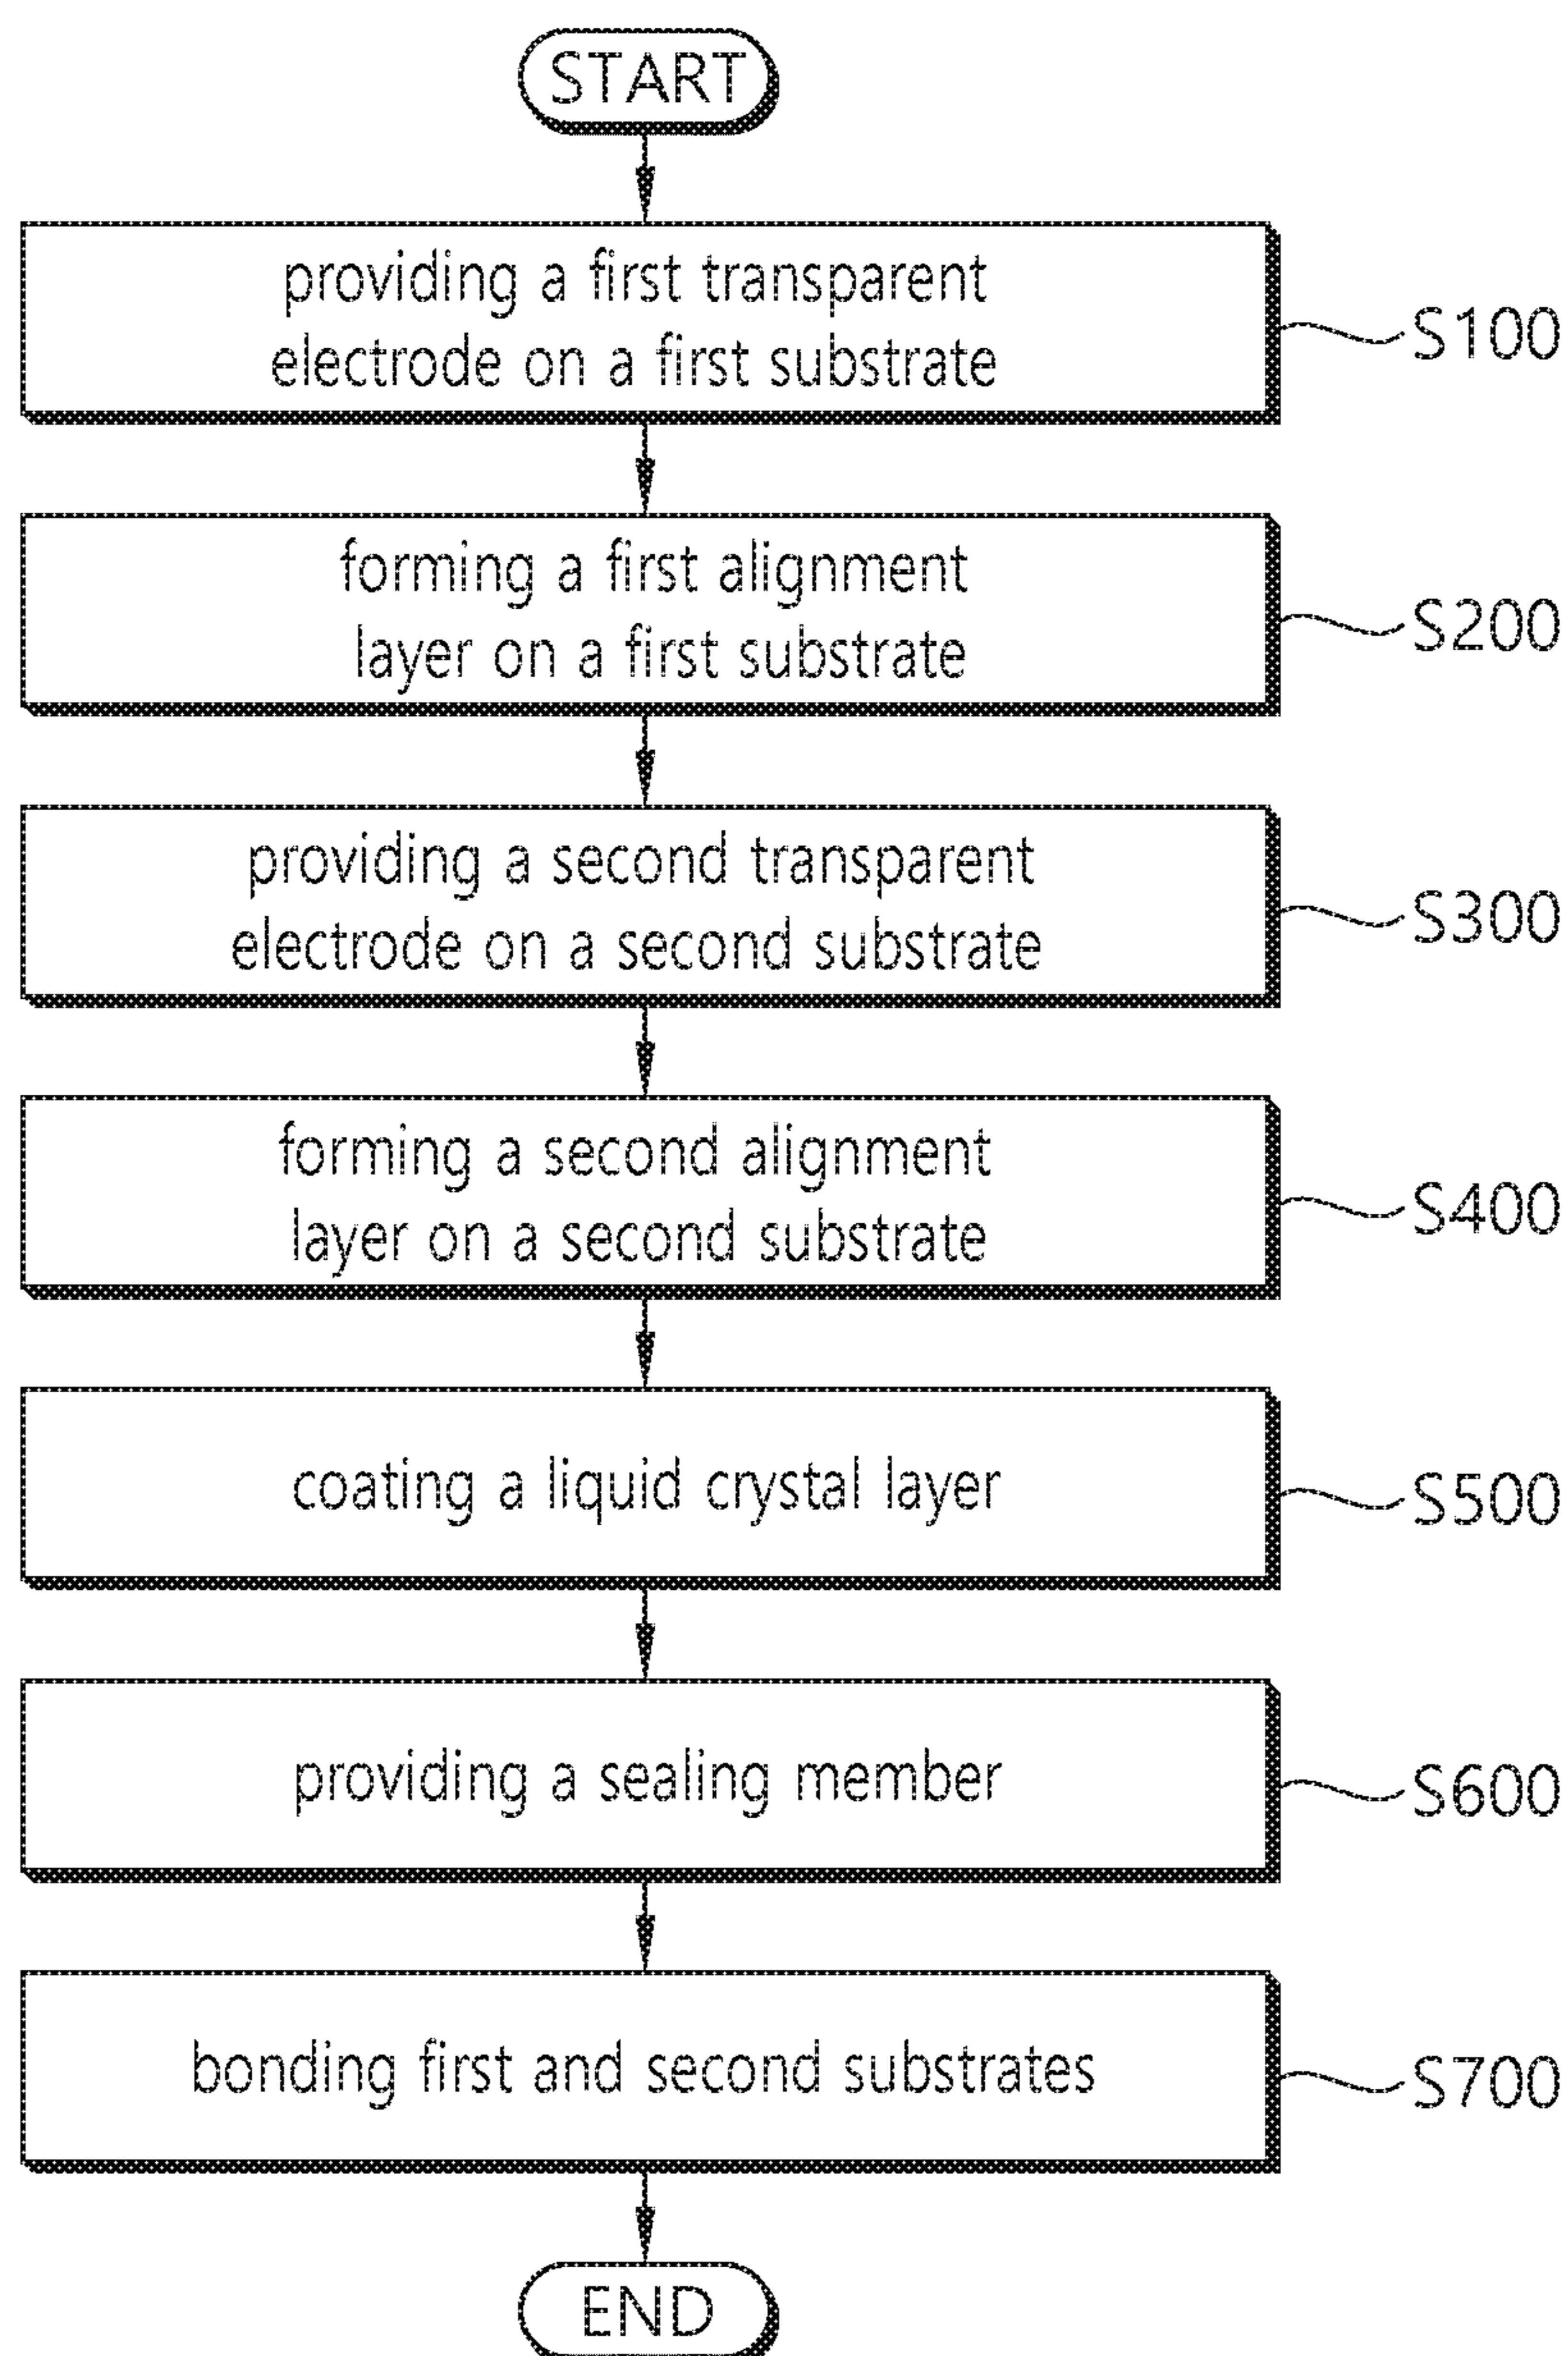 START
providing a first transparent
electrode on a first substrate
S100
forming a first alignment
layer on a first substrate
S200
providing a second transparent
electrode on a second substrate
S300
forming a second alignment
layer on a second substrate
S400
coating a liquid crystal layer
S500
providing a sealing member
S600
bonding first and second substrates
S700
END